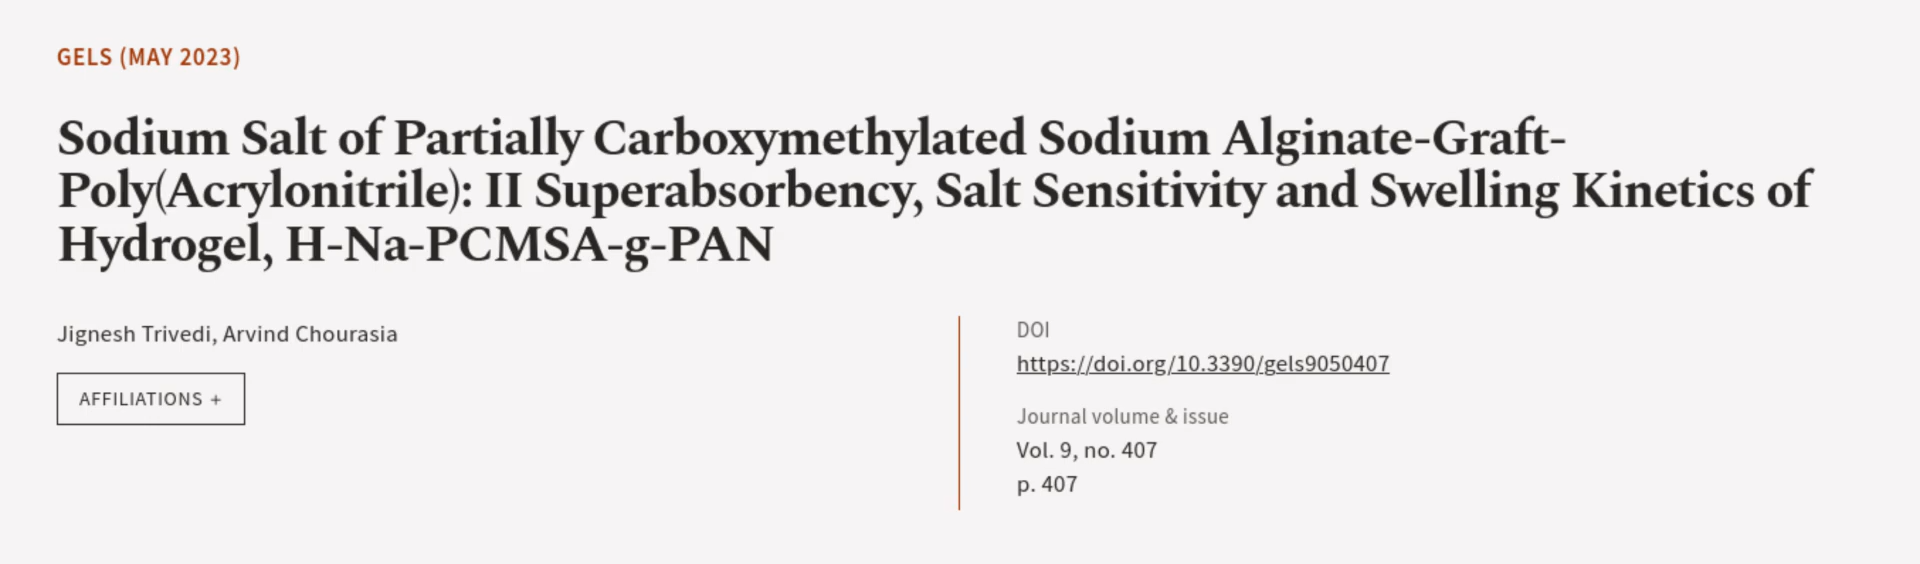 GELS (MAY 2023)
Sodium Salt of Partially Carboxymethylated Sodium Alginate-Graft-
Poly(Acrylonitrile): II Superabsorbency, Salt Sensitivity and Swelling Kinetics of
Hydrogel, H-Na-PCMSA-g-PAN
Jignesh Trivedi, Arvind Chourasia
AFFILIATIONS +
DOI
https://doi.org/10.3390/gels9050407
Journal volume & issue
Vol. 9, no. 407
p. 407